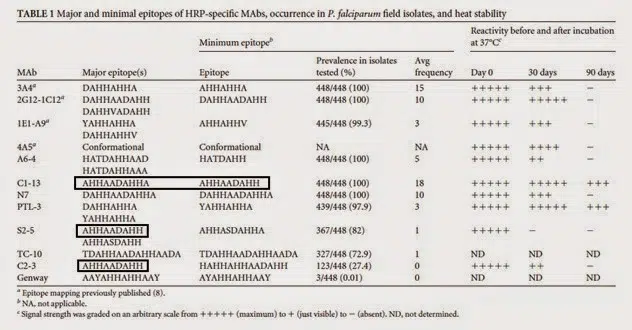 TABLE 1 Major and minimal epitopes of HRP-specific MAbs, occurrence in P. falciparum field isolates, and heat stability
Reactivity before and after incubation
Minimum epitopeᵇ at 37°Cᶜ
Prevalence in isolates Avg
MAb Major epitope(s) Epitope tested (%) frequency Day 0 30 days 90 days
3A4ᵃ DAHHAHHA AHHAHHA 448/448 (100) 15 +++++ +++ −
2G12-1C12ᵃ DAHHAADAHH DAHHAADAHH 448/448 (100) 10 +++++ +++++ −
DAHHVADAHH
1E1-A9ᵃ YAHHAHHA AHHAHHV 445/448 (99.3) 3 +++++ +++ −
DAHHAHHV
4A5ᵃ Conformational Conformational NA NA +++++ ++++ −
A6-4 HATDAHHAAD HATDAHH 448/448 (100) 5 +++++ ++ −
HATDAHHAAA
C1-13 AHHAADAHHA AHHAADAHH 448/448 (100) 18 +++++ +++++ +++
N7 DAHHAADAHHA DAHHAADAHHA 448/448 (100) 10 +++++ +++ −
PTL-3 DAHHAHHA YAHHAHHA 439/448 (97.9) 3 +++++ +++++ +++
YAHHAHHA
S2-5 AHHAADAHH AHHASDAHHA 367/448 (82) 1 +++++ − −
AHHASDAHH
TC-10 TDAHHAADAHHAADA TDAHHAADAHHAADA 327/448 (72.9) 1 ND ND ND
C2-3 AHHAADAHH HAHHAHHAADAHH 123/448 (27.4) 0 +++++ ++ −
Genway AAYAHHAHHAAY AYAHHAHHAAY 3/448 (0.01) 0 ND ND ND
ᵃ Epitope mapping previously published (8).
ᵇ NA, not applicable.
ᶜ Signal strength was graded on an arbitrary scale from +++++ (maximum) to + (just visible) to − (absent). ND, not determined.